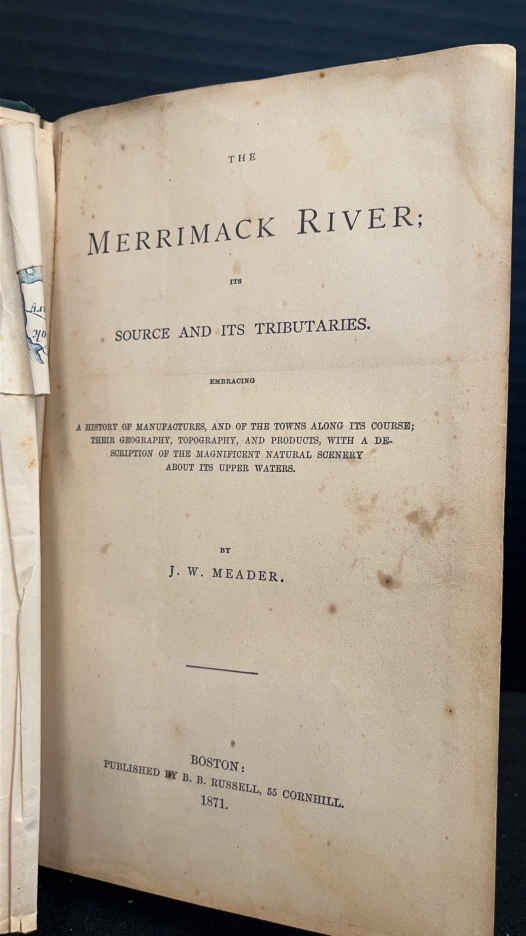 THE
MERRIMACK RIVER;
ITS
SOURCE AND ITS TRIBUTARIES.
EMBRACING
A HISTORY OF MANUFACTURES, AND OF THE TOWNS ALONG ITS COURSE;
THEIR GEOGRAPHY, TOPOGRAPHY, AND PRODUCTS, WITH A DE-
SCRIPTION OF THE MAGNIFICENT NATURAL SCENERY
ABOUT ITS UPPER WATERS.
BY
J. W. MEADER.
BOSTON:
PUBLISHED BY B. B. RUSSELL, 55 CORNHILL.
1871.